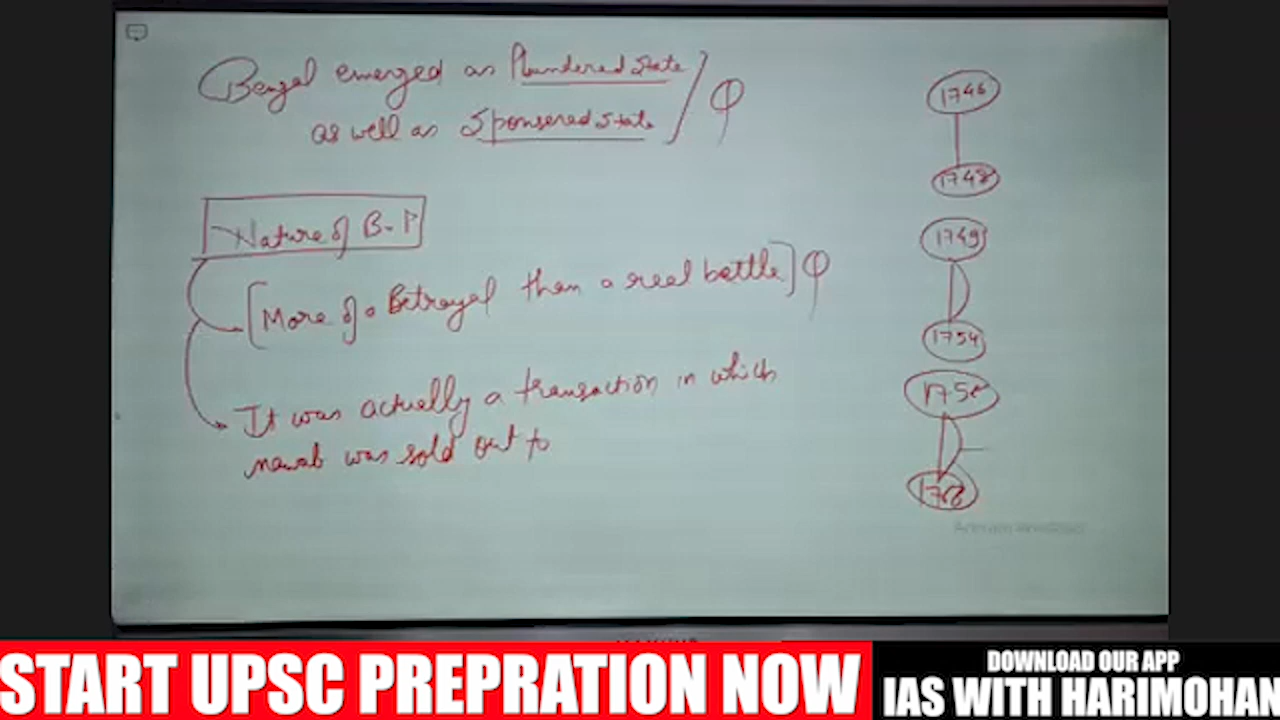 Bengal emerged as Plundered State
as well as Sponsered State
Nature of B-P
[More of a Betrayal than a real battle]
It was actually a transaction in which
nawab was sold out to
1746
1748
1749
1754
START UPSC PREPRATION NOW
DOWNLOAD OUR APP
IAS WITH HARIMOHAN